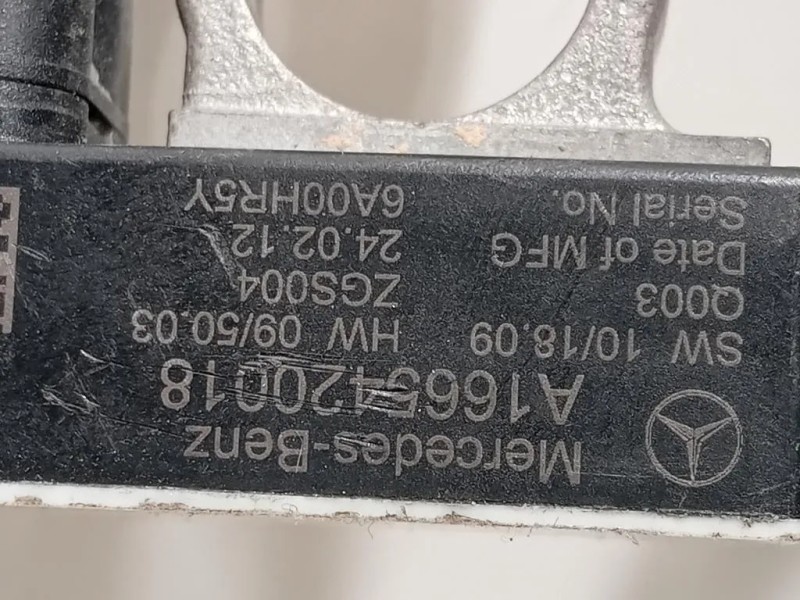 Mercedes-Benz
A1665420018
SW 10/18.09 HW 09/50.03
Q003 ZGS004
Date of MFG 24.02.12
Serial No. 6A00HR5Y